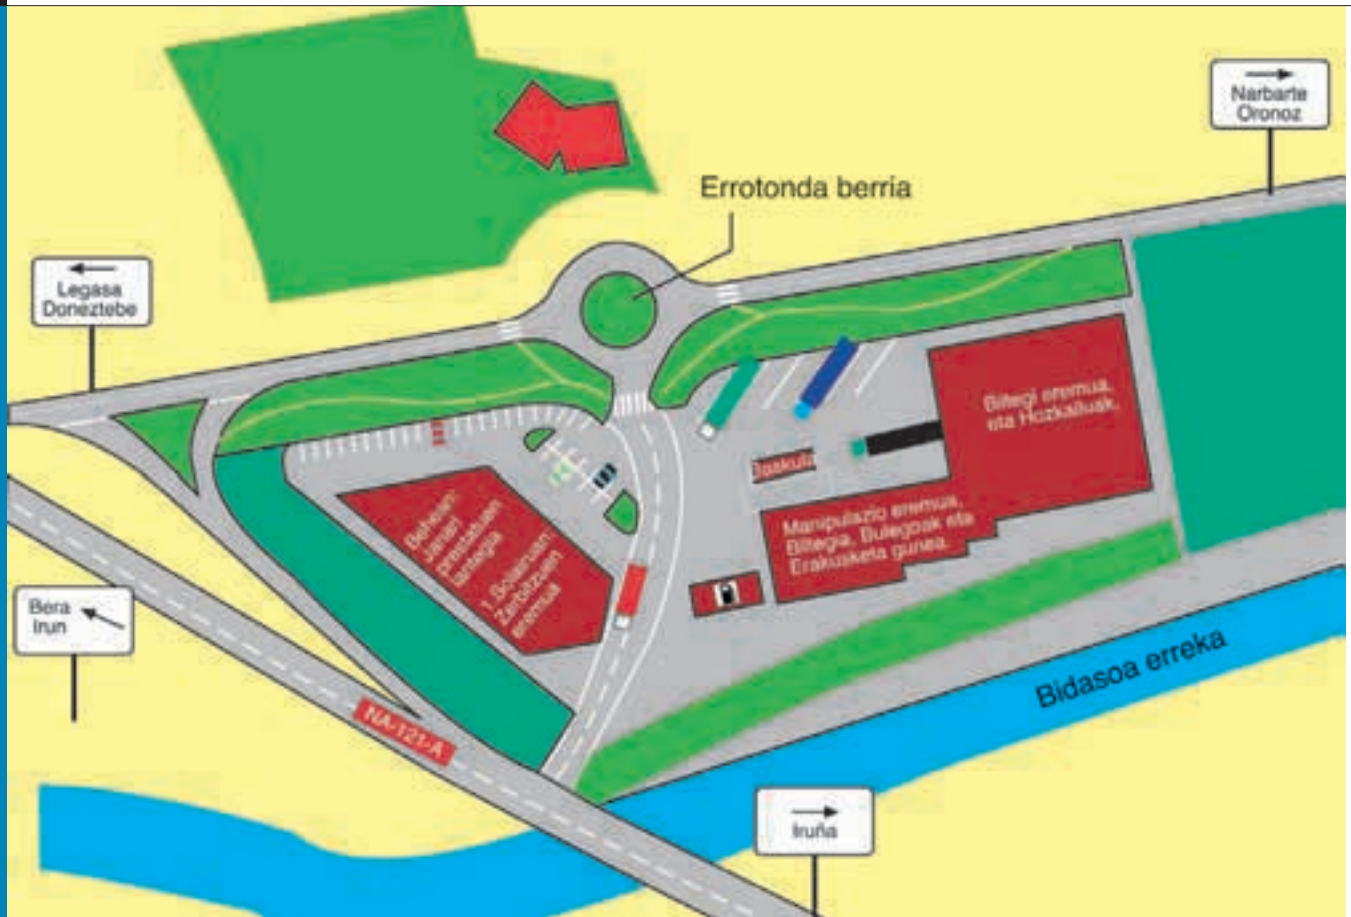 Narbarte
Oronoz
Errotonda berria
Legasa
Doneztebe
Biltegi eremua,
eta Hozkailuak.
Baskula
Behean:
Janari
prestatuen
lantegia
1.Solairuan:
Zerbitzuen
eremua
Manipulazio eremua,
Biltegia, Bulegoak eta
Erakusketa gunea.
Bera
Irun
Bidasoa erreka
NA-121-A
Iruña